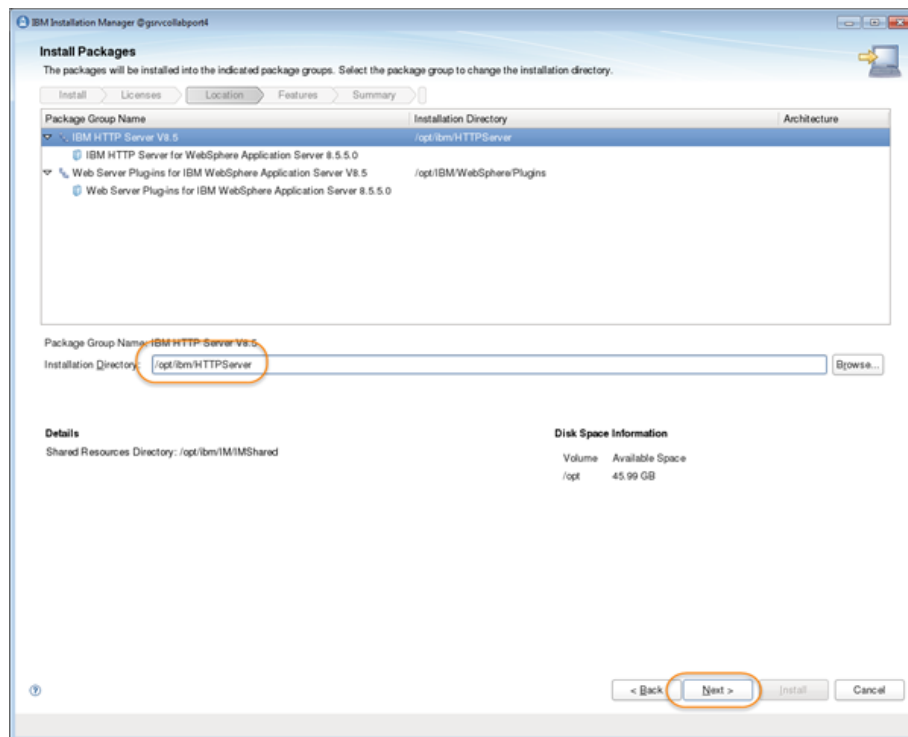 IBM Installation Manager @gsrvcollabport4
Install Packages
The packages will be installed into the indicated package groups. Select the package group to change the installation directory.
Install Licenses Location Features Summary
Package Group Name Installation Directory Architecture
IBM HTTP Server V8.5 /opt/ibm/HTTPServer
IBM HTTP Server for WebSphere Application Server 8.5.5.0
Web Server Plug-ins for IBM WebSphere Application Server V8.5 /opt/IBM/WebSphere/Plugins
Web Server Plug-ins for IBM WebSphere Application Server 8.5.5.0
Package Group Name: IBM HTTP Server V8.5
Installation Directory: /opt/ibm/HTTPServer Browse...
Details Disk Space Information
Shared Resources Directory: /opt/ibm/IM/IMShared
Volume Available Space
/opt 45.99 GB
? < Back Next > Install Cancel